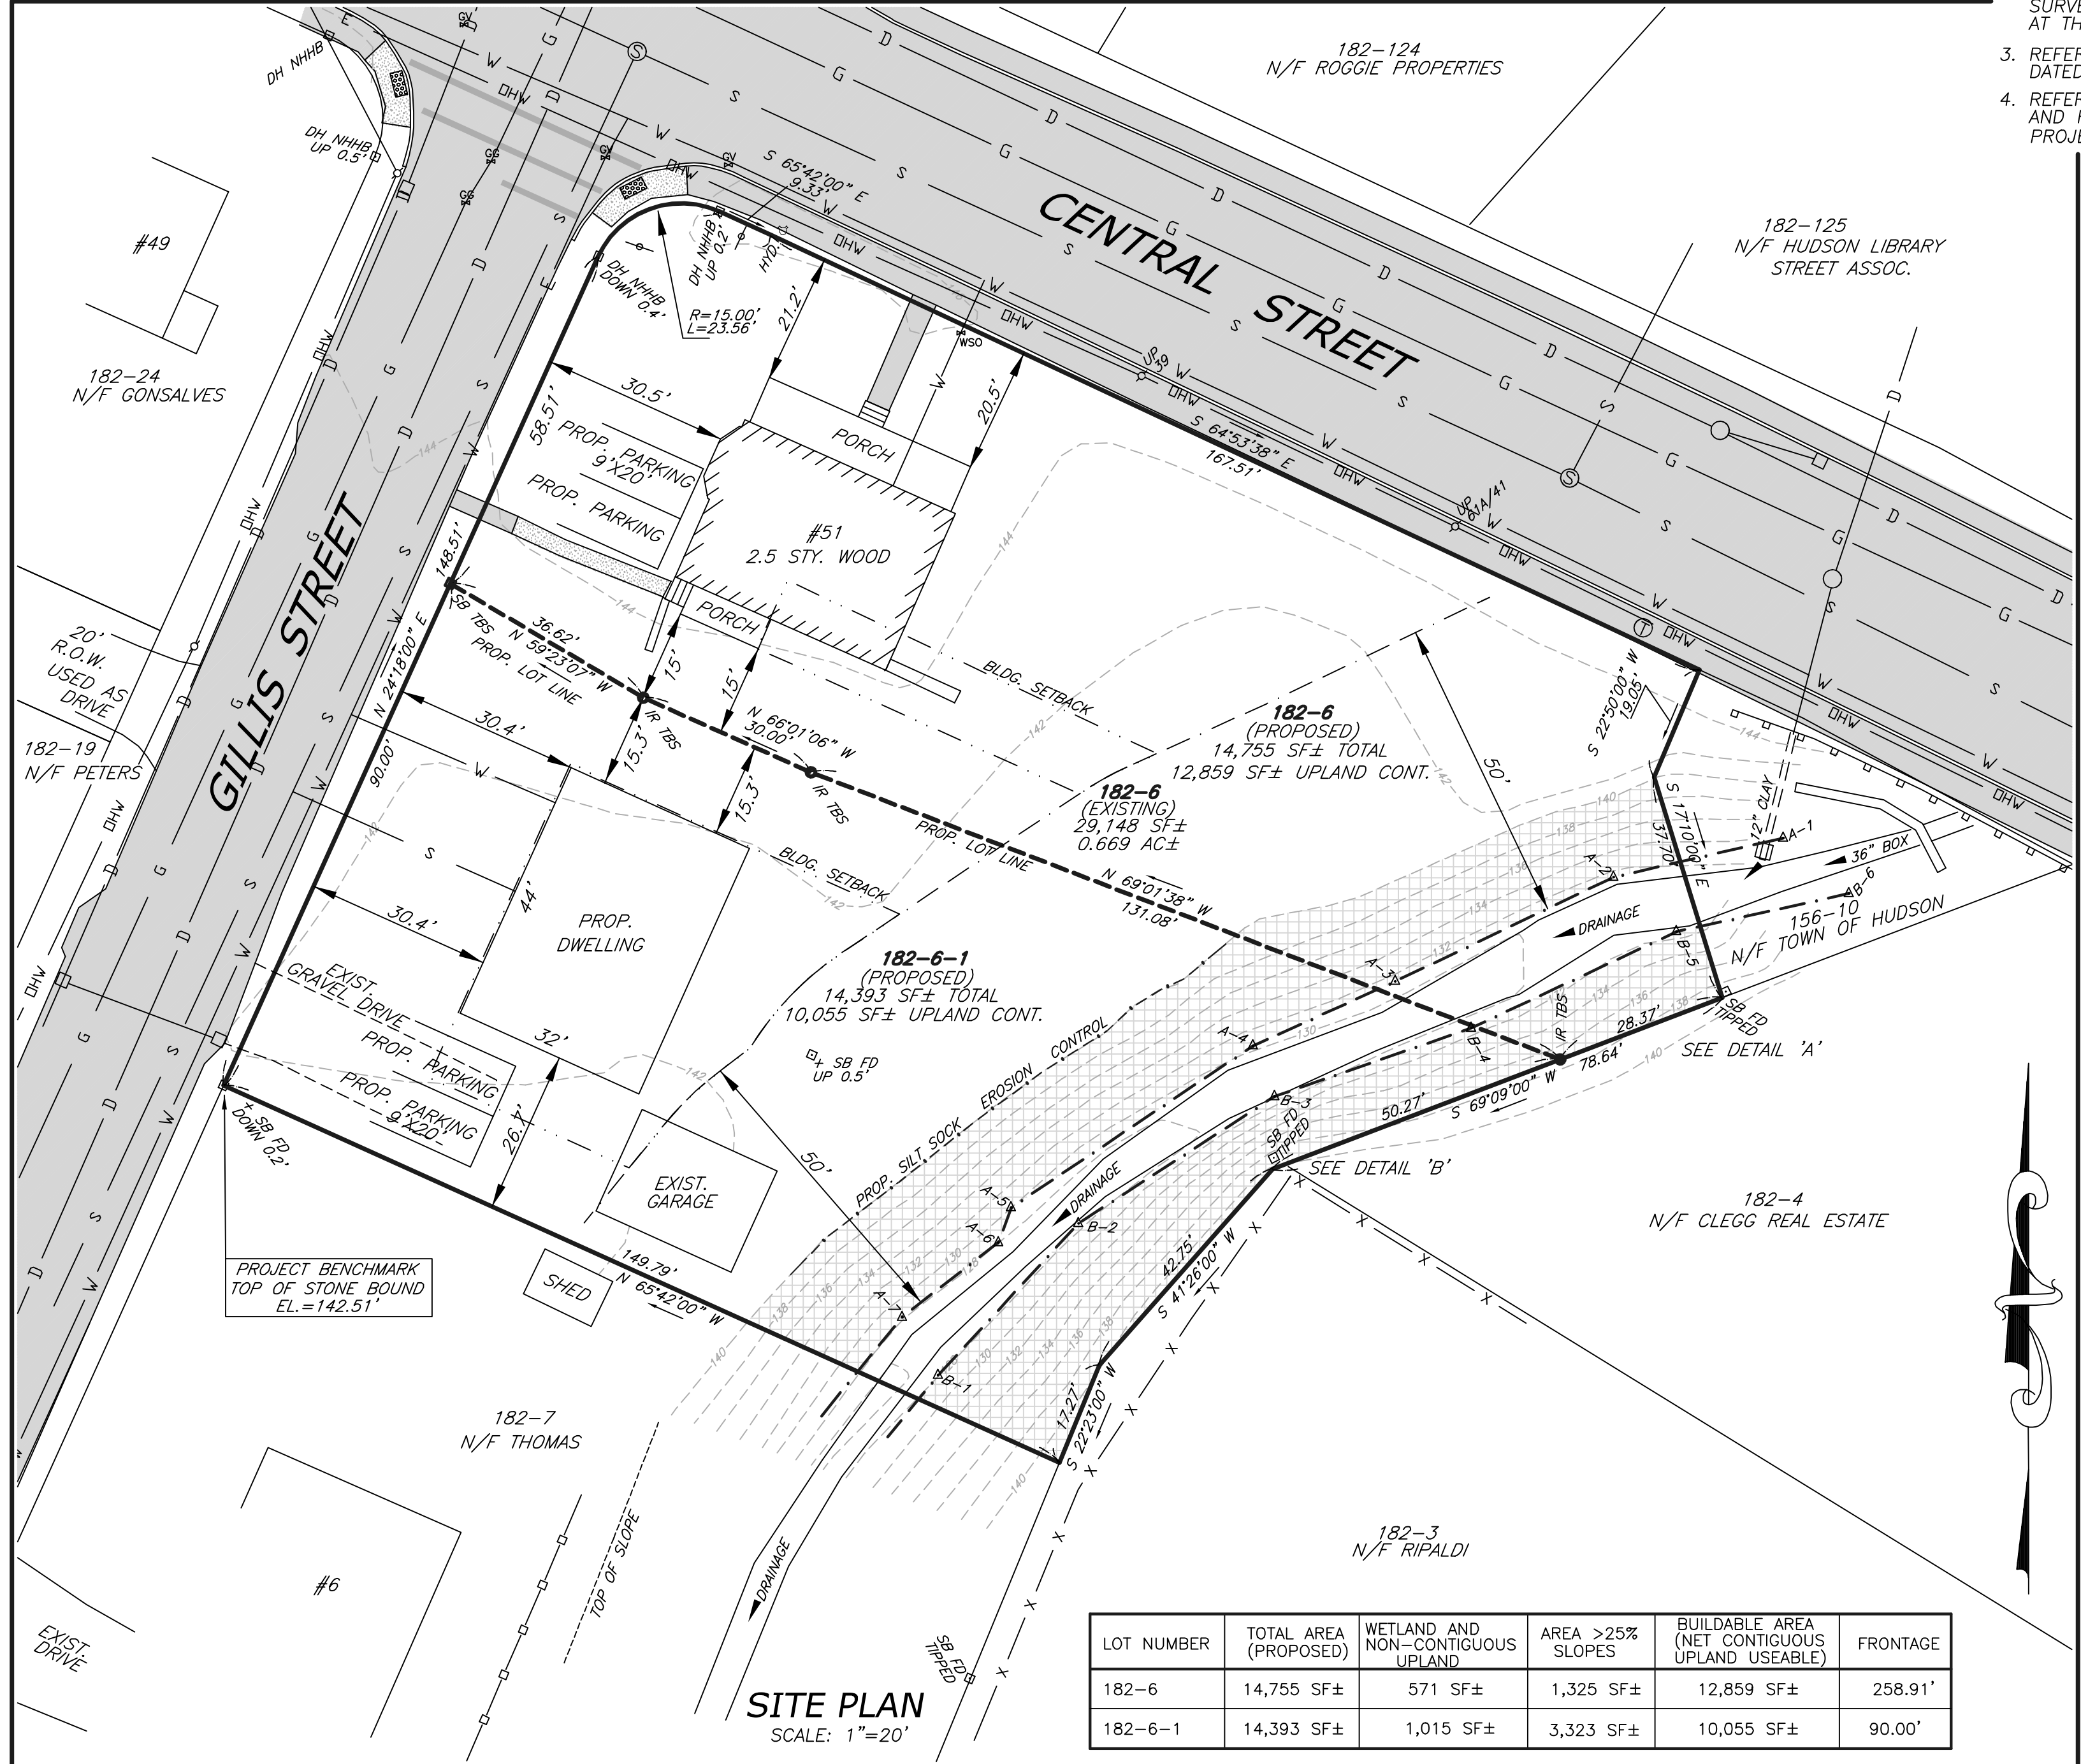 SURVE
AT TH
3. REFER
DATED
4. REFER
AND H
PROJE
182-124
N/F ROGGIE PROPERTIES
182-125
N/F HUDSON LIBRARY
STREET ASSOC.
CENTRAL STREET
GILLIS STREET
DH NHHB
DH NHHB
UP 0.5'
#49
182-24
N/F GONSALVES
20'
R.O.W.
USED AS
DRIVE
182-19
N/F PETERS
S 65°42'00" E
9.33'
DH NHHB
UP 0.2'
HYD.
DH NHHB
DOWN 0.4'
R=15.00'
L=23.56'
21.2'
20.5'
WSO
30.5'
58.51'
PROP. PARKING
9'X20'
PROP. PARKING
PORCH
#51
2.5 STY. WOOD
PORCH
UP
39
S 64°53'38" E
167.51'
UP
61A/41
148.51'
N 24°18'00" E
90.00'
SB TBS
36.62'
N 59°23'07" W
PROP. LOT LINE
15'
15'
IR TBS
N 66°01'06" W
30.00'
IR TBS
15.3'
15.3'
BLDG. SETBACK
BLDG. SETBACK
182-6
(PROPOSED)
14,755 SF± TOTAL
12,859 SF± UPLAND CONT.
182-6
(EXISTING)
29,148 SF±
0.669 AC±
50'
S 22°50'00" W
19.05'
S 17°10'00" E
37.70'
12" CLAY
36" BOX
A-1
A-2
A-3
A-4
A-5
A-6
A-7
B-1
B-2
B-3
B-4
B-5
B-6
PROP. LOT LINE
N 69°01'38" W
131.08'
DRAINAGE
156-10
N/F TOWN OF HUDSON
30.4'
30.4'
44'
32'
PROP.
DWELLING
182-6-1
(PROPOSED)
14,393 SF± TOTAL
10,055 SF± UPLAND CONT.
SB FD
UP 0.5'
PROP. SILT SOCK EROSION CONTROL
IR TBS
28.37'
78.64'
SB FD
TIPPED
SEE DETAIL 'A'
50.27'
S 69°09'00" W
SB FD
TIPPED
SEE DETAIL 'B'
EXIST.
GRAVEL DRIVE
PROP. PARKING
PROP. PARKING
9'X20'
26.7'
SB FD
DOWN 0.2'
EXIST.
GARAGE
50'
DRAINAGE
SHED
149.79'
N 65°42'00" W
42.75'
S 41°26'00" W
17.27'
S 22°23'00" W
182-4
N/F CLEGG REAL ESTATE
PROJECT BENCHMARK
TOP OF STONE BOUND
EL.=142.51'
182-7
N/F THOMAS
#6
EXIST.
DRIVE
TOP OF SLOPE
DRAINAGE
SB FD
TIPPED
182-3
N/F RIPALDI
SITE PLAN
SCALE: 1"=20'
LOT NUMBER TOTAL AREA (PROPOSED) WETLAND AND NON-CONTIGUOUS UPLAND AREA >25% SLOPES BUILDABLE AREA (NET CONTIGUOUS UPLAND USEABLE) FRONTAGE
182-6 14,755 SF± 571 SF± 1,325 SF± 12,859 SF± 258.91'
182-6-1 14,393 SF± 1,015 SF± 3,323 SF± 10,055 SF± 90.00'